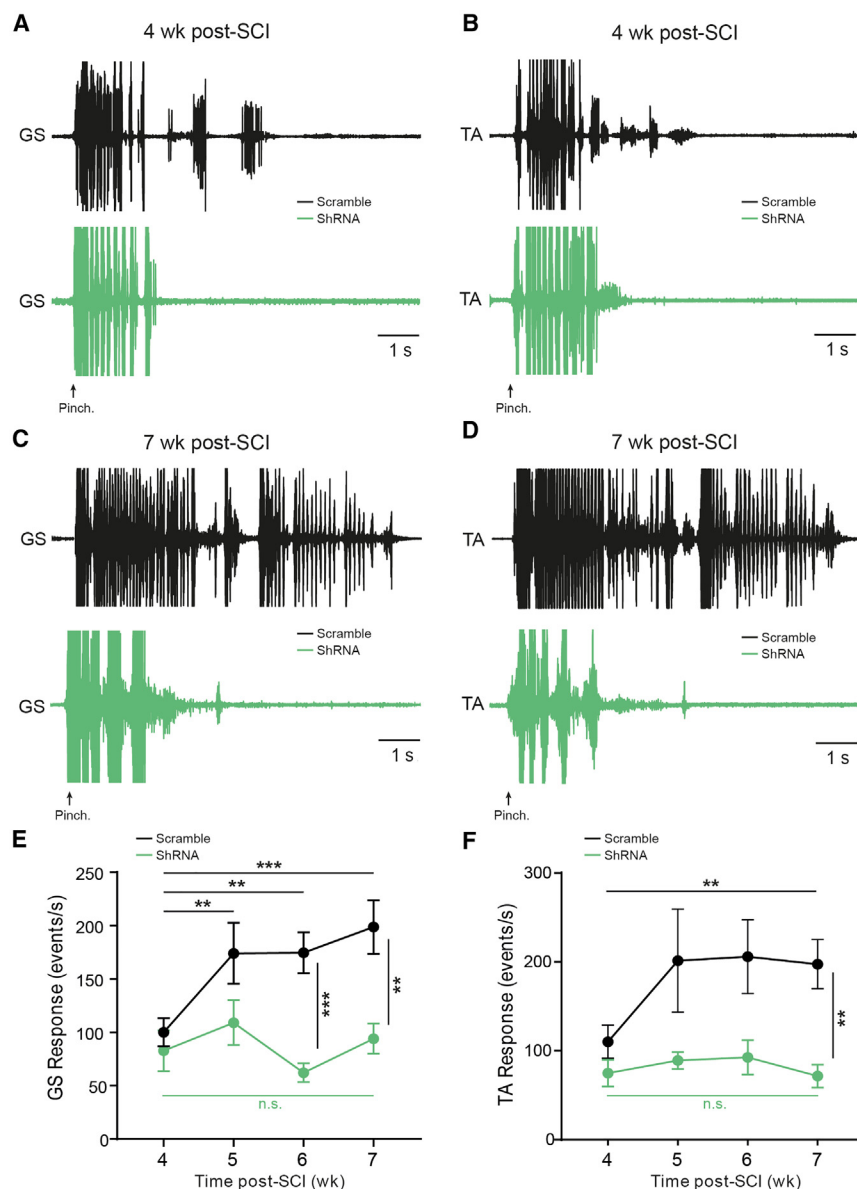 A
4 wk post-SCI
GS
Scramble
ShRNA
GS
1 s
Pinch.
B
4 wk post-SCI
TA
Scramble
ShRNA
TA
1 s
Pinch.
C
7 wk post-SCI
GS
Scramble
ShRNA
GS
1 s
Pinch.
D
7 wk post-SCI
TA
Scramble
ShRNA
TA
1 s
Pinch.
E
Scramble
ShRNA
GS Response (events/s)
250
200
150
100
50
0
***
**
**
***
**
n.s.
4 5 6 7
Time post-SCI (wk)
F
Scramble
ShRNA
TA Response (events/s)
300
200
100
0
**
**
n.s.
4 5 6 7
Time post-SCI (wk)